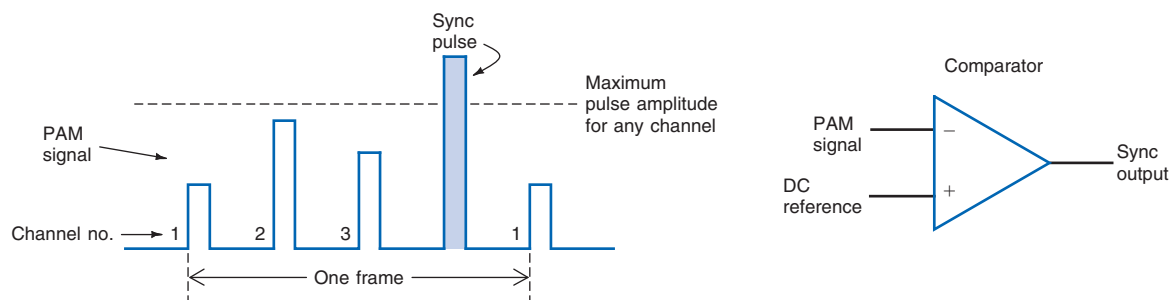 Sync
pulse
Maximum
pulse amplitude
for any channel
PAM
signal
Channel no.
1
2
3
1
One frame
Comparator
PAM
signal
−
DC
reference
+
Sync
output